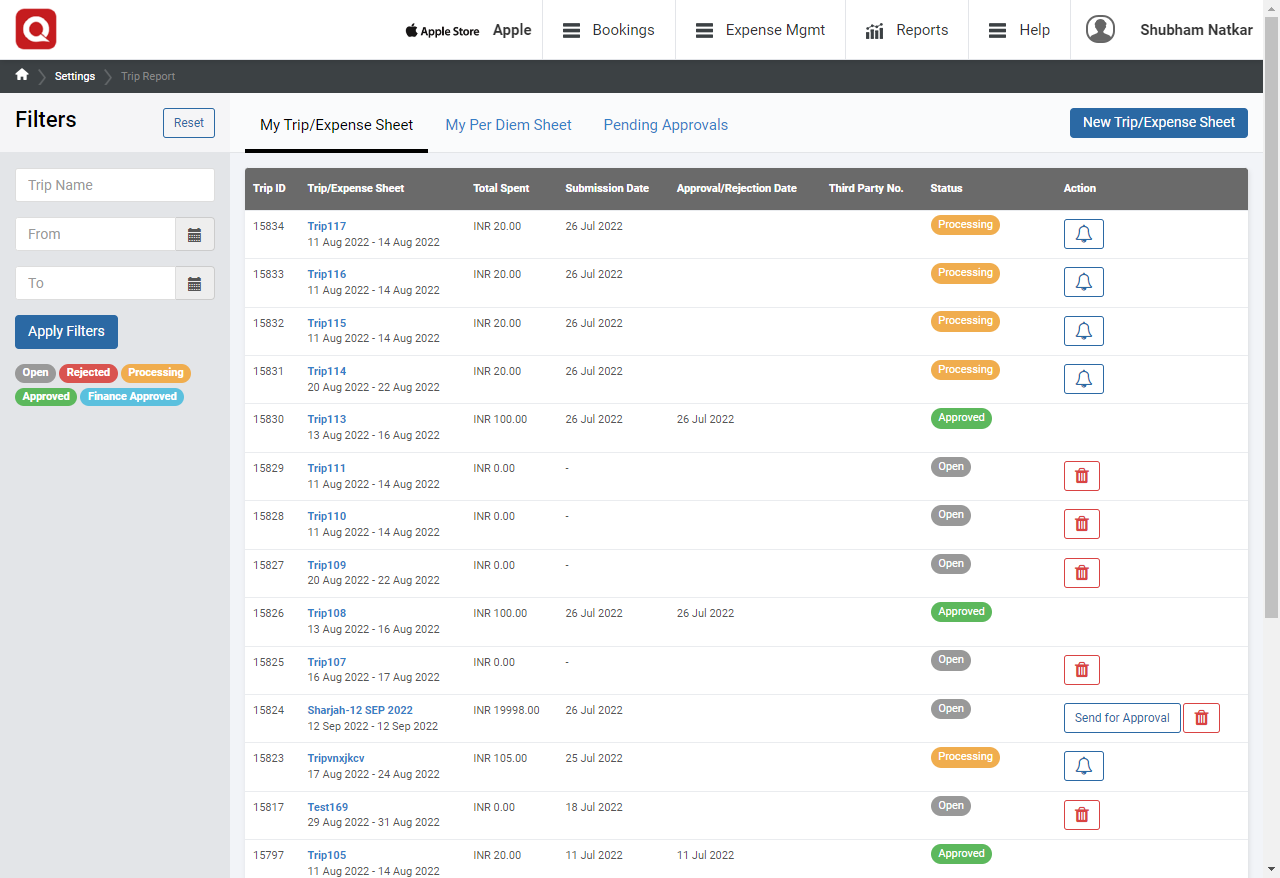 Apple Store Apple Bookings Expense Mgmt Reports Help Shubham Natkar
Settings Trip Report
Filters Reset
Trip Name
From
To
Apply Filters
Open Rejected Processing
Approved Finance Approved
My Trip/Expense Sheet My Per Diem Sheet Pending Approvals New Trip/Expense Sheet
Trip ID Trip/Expense Sheet Total Spent Submission Date Approval/Rejection Date Third Party No. Status Action
15834 Trip117 INR 20.00 26 Jul 2022 Processing
11 Aug 2022 - 14 Aug 2022
15833 Trip116 INR 20.00 26 Jul 2022 Processing
11 Aug 2022 - 14 Aug 2022
15832 Trip115 INR 20.00 26 Jul 2022 Processing
11 Aug 2022 - 14 Aug 2022
15831 Trip114 INR 20.00 26 Jul 2022 Processing
20 Aug 2022 - 22 Aug 2022
15830 Trip113 INR 100.00 26 Jul 2022 26 Jul 2022 Approved
13 Aug 2022 - 16 Aug 2022
15829 Trip111 INR 0.00 - Open
11 Aug 2022 - 14 Aug 2022
15828 Trip110 INR 0.00 - Open
11 Aug 2022 - 14 Aug 2022
15827 Trip109 INR 0.00 - Open
20 Aug 2022 - 22 Aug 2022
15826 Trip108 INR 100.00 26 Jul 2022 26 Jul 2022 Approved
13 Aug 2022 - 16 Aug 2022
15825 Trip107 INR 0.00 - Open
16 Aug 2022 - 17 Aug 2022
15824 Sharjah-12 SEP 2022 INR 19998.00 26 Jul 2022 Open Send for Approval
12 Sep 2022 - 12 Sep 2022
15823 Tripvnxjkcv INR 105.00 25 Jul 2022 Processing
17 Aug 2022 - 24 Aug 2022
15817 Test169 INR 0.00 18 Jul 2022 Open
29 Aug 2022 - 31 Aug 2022
15797 Trip105 INR 20.00 11 Jul 2022 11 Jul 2022 Approved
11 Aug 2022 - 14 Aug 2022